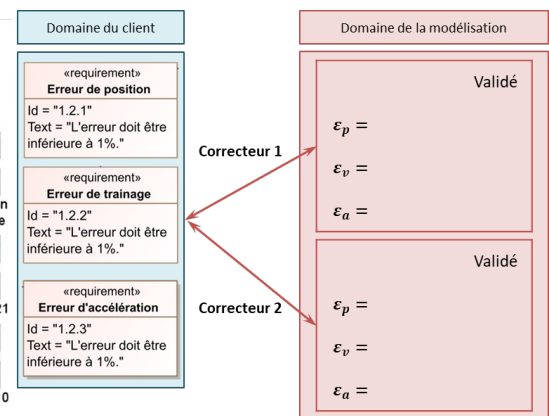 Domaine du client
«requirement»
Erreur de position
Id = "1.2.1"
Text = "L'erreur doit être
inférieure à 1%."
«requirement»
Erreur de trainage
Id = "1.2.2"
Text = "L'erreur doit être
inférieure à 1%."
«requirement»
Erreur d'accélération
Id = "1.2.3"
Text = "L'erreur doit être
inférieure à 1%."
n
e
21
0
Correcteur 1
Correcteur 2
Domaine de la modélisation
Validé
εp =
εv =
εa =
Validé
εp =
εv =
εa =